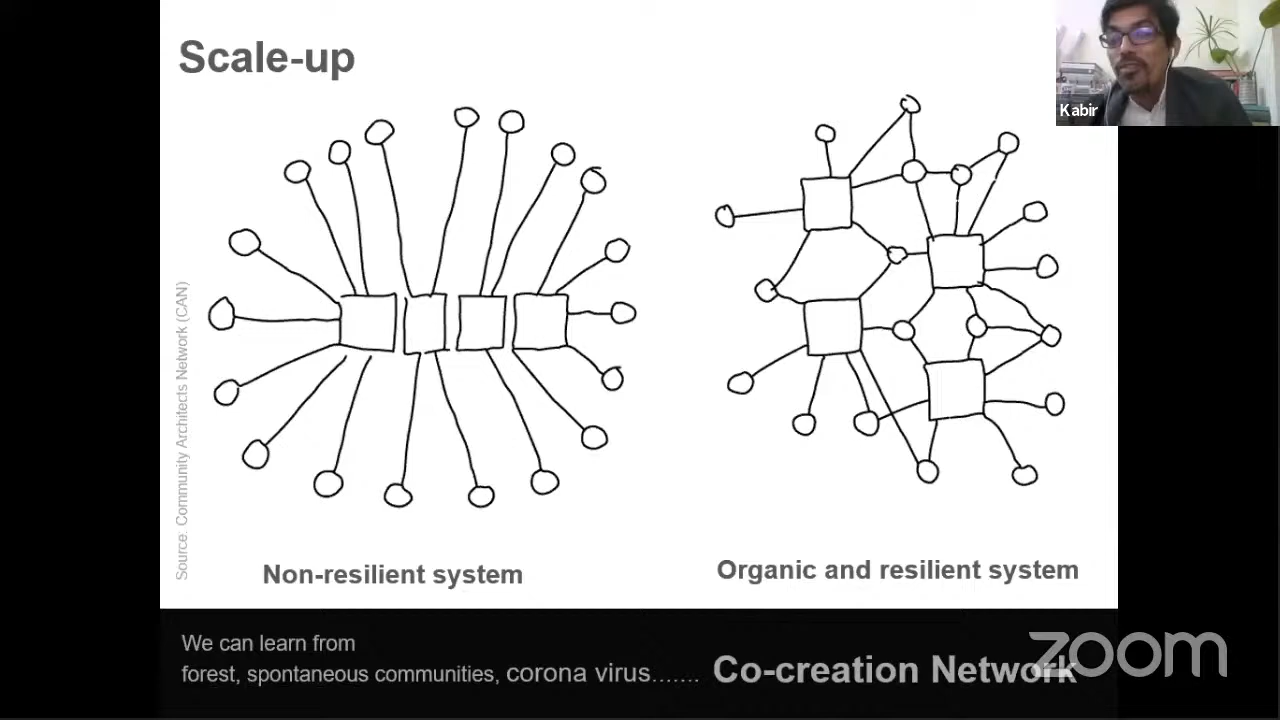 Scale-up
Kabir
Source: Community Architects Network (CAN)
Non-resilient system
Organic and resilient system
We can learn from
forest, spontaneous communities, corona virus.......
Co-creation Network
zoom